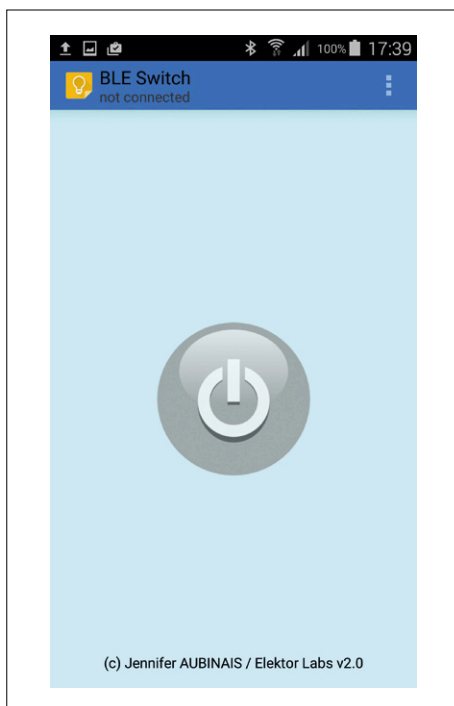 100% 17:39
BLE Switch
not connected
(c) Jennifer AUBINAIS / Elektor Labs v2.0